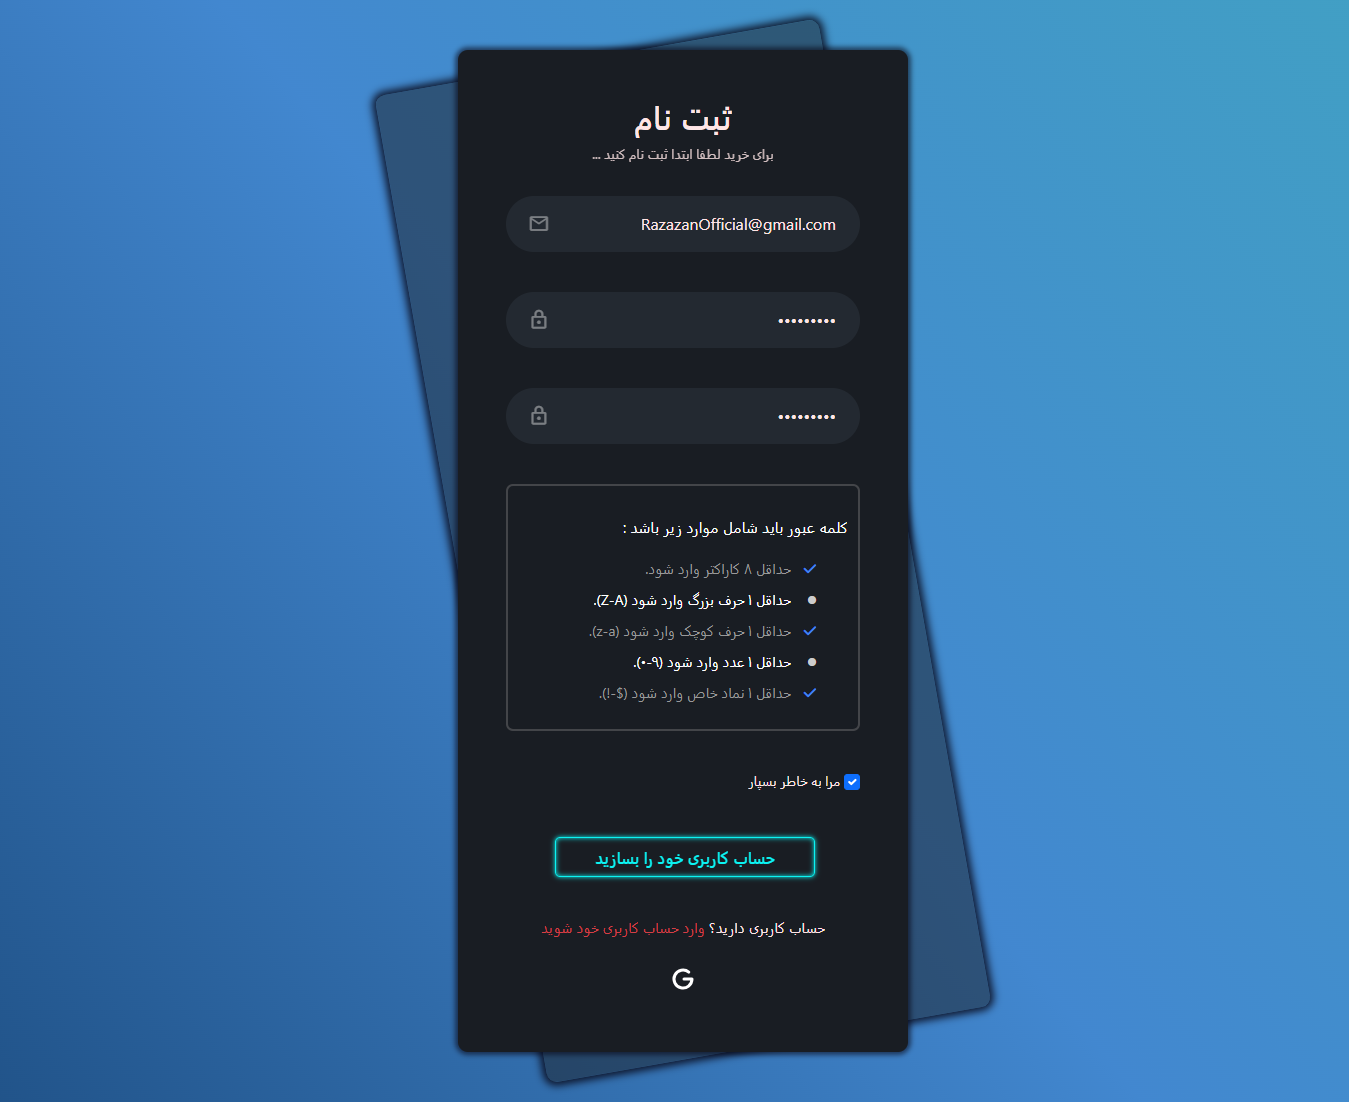 ثبت نام
برای خرید لطفا ابتدا ثبت نام کنید ...
RazazanOfficial@gmail.com
•••••••••
•••••••••
کلمه عبور باید شامل موارد زیر باشد :
حداقل ۸ کاراکتر وارد شود.
حداقل ۱ حرف بزرگ وارد شود (Z-A).
حداقل ۱ حرف کوچک وارد شود (z-a).
حداقل ۱ عدد وارد شود (۹-۰).
حداقل ۱ نماد خاص وارد شود ($-!).
مرا به خاطر بسپار
حساب کاربری خود را بسازید
حساب کاربری دارید؟ وارد حساب کاربری خود شوید
G